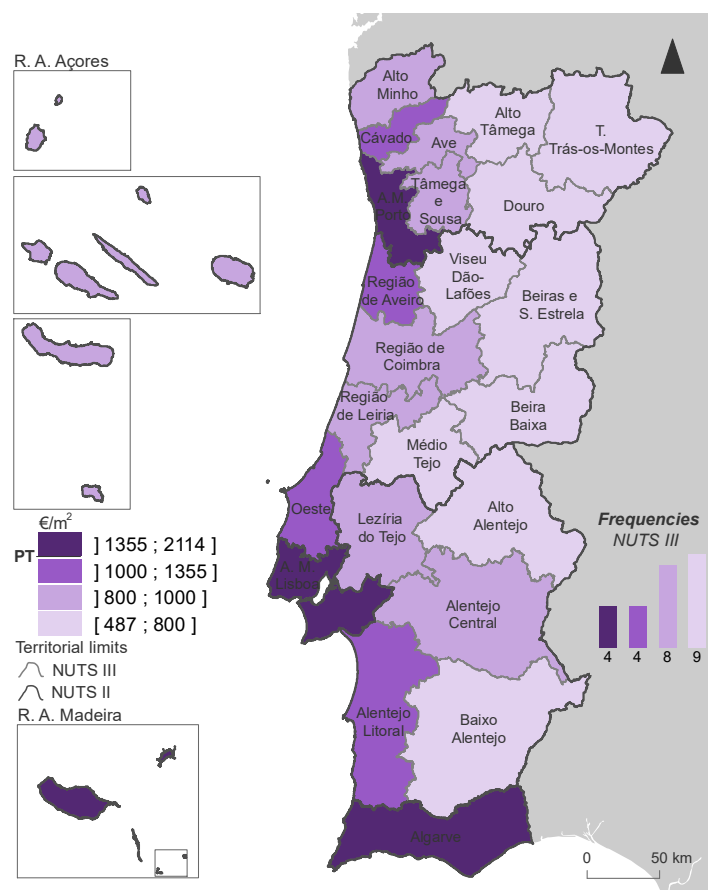 R. A. Açores
Alto
Minho
Cávado
Ave
Alto
Tâmega
T.
Trás-os-Montes
A.M.
Porto
Tâmega
e
Sousa
Douro
Região
de Aveiro
Viseu
Dão-
Lafões
Beiras e
S. Estrela
Região de
Coimbra
Região
de Leiria
Beira
Baixa
Médio
Tejo
Oeste
Lezíria
do Tejo
Alto
Alentejo
A. M.
Lisboa
Alentejo
Central
Alentejo
Litoral
Baixo
Alentejo
Algarve
€/m²
PT
] 1355 ; 2114 ]
] 1000 ; 1355 ]
] 800 ; 1000 ]
[ 487 ; 800 ]
Territorial limits
NUTS III
NUTS II
R. A. Madeira
Frequencies
NUTS III
4 4 8 9
0 50 km